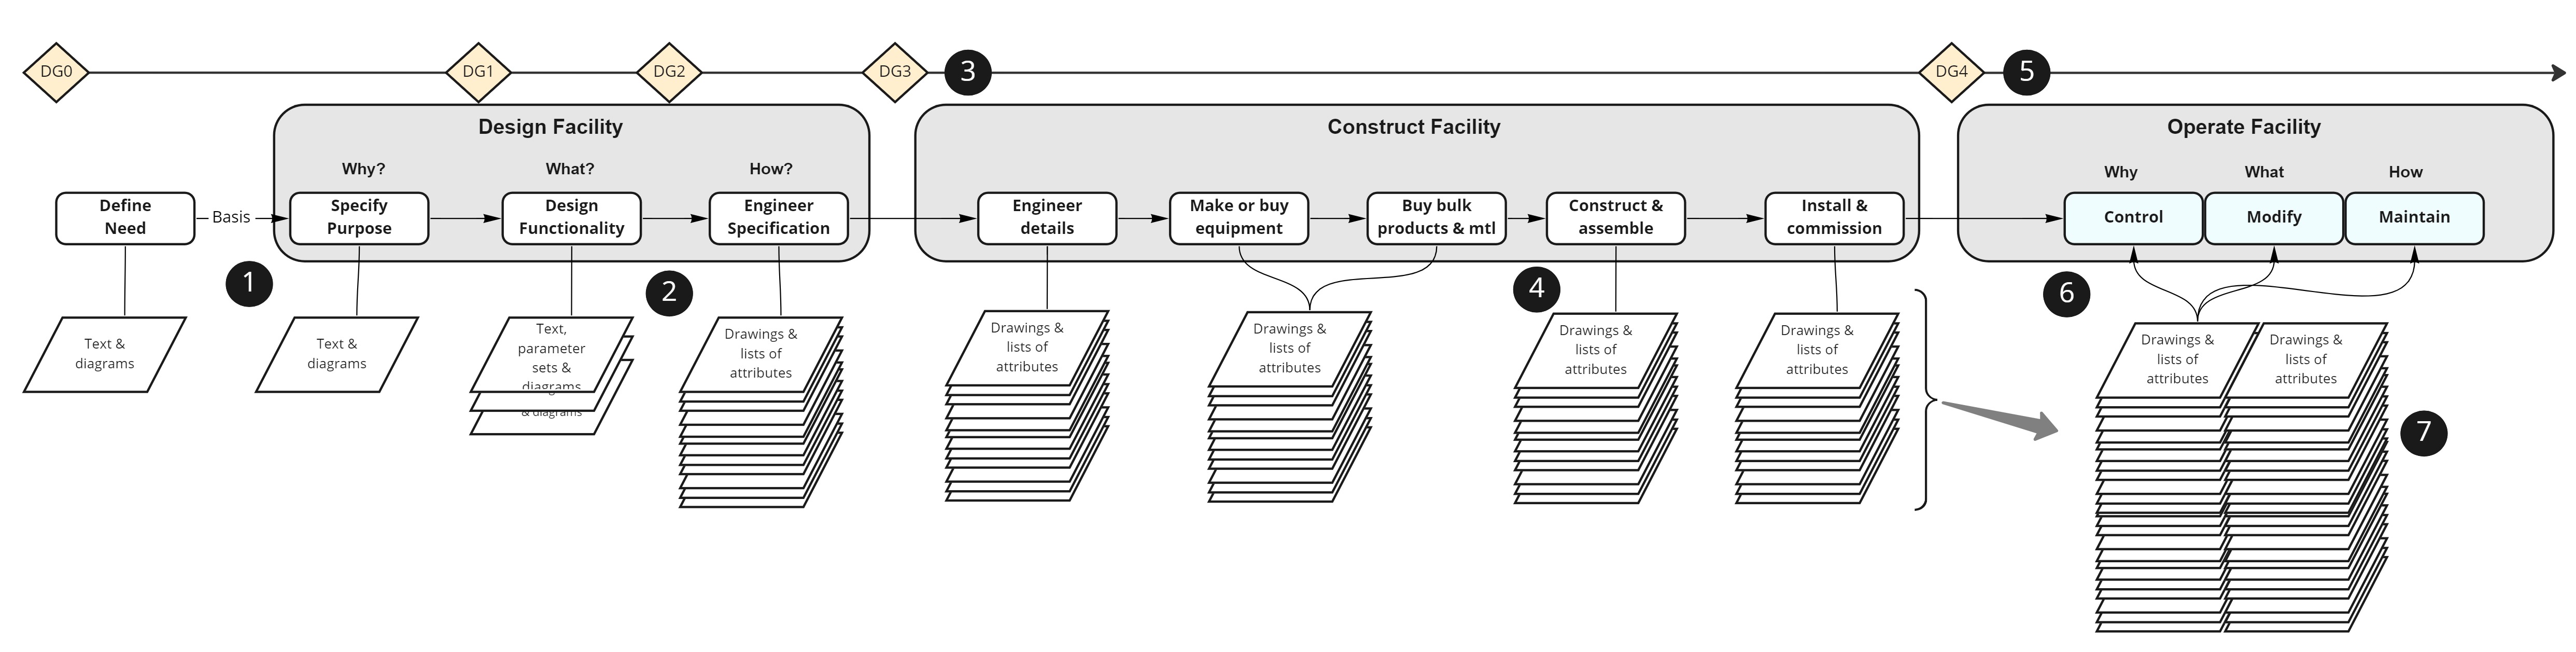 DG0
DG1
DG2
DG3
3
DG4
5
Design Facility
Construct Facility
Operate Facility
Why?
What?
How?
Why
What
How
Define
Need
Basis
Specify
Purpose
Design
Functionality
Engineer
Specification
Engineer
details
Make or buy
equipment
Buy bulk
products & mtl
Construct &
assemble
Install &
commission
Control
Modify
Maintain
1
2
4
6
Text &
diagrams
Text &
diagrams
Text,
parameter
sets &
diagrams
& diagrams
Drawings &
lists of
attributes
Drawings &
lists of
attributes
Drawings &
lists of
attributes
Drawings &
lists of
attributes
Drawings &
lists of
attributes
Drawings &
lists of
attributes
Drawings &
lists of
attributes
7